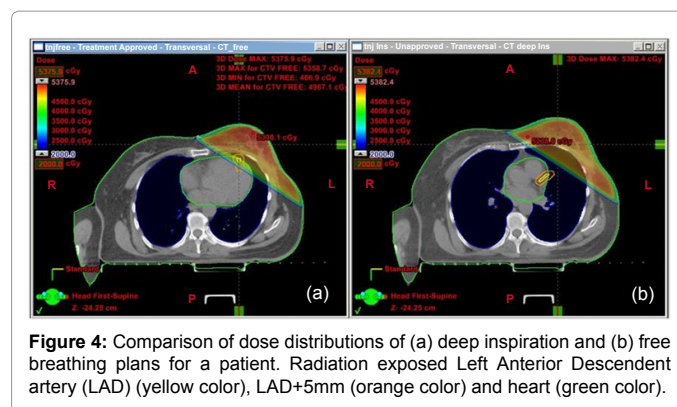 tnjfree - Treatment Approved - Transversal - CT_free
Dose
5375.9 cGy
5375.9
4500.0 cGy
4000.0 cGy
3500.0 cGy
3000.0 cGy
2500.0 cGy
2000.0
2000.0 cGy
3D Dose MAX: 5375.9 cGy
3D MAX for CTV FREE: 5358.7 cGy
3D MIN for CTV FREE: 466.9 cGy
3D MEAN for CTV FREE: 4967.1 cGy
A
R
L
P
Standard
Head First-Supine
Z: -24.25 cm
(a)
tnj Ins - Unapproved - Transversal - CT deep Ins
Dose
5382.4
4500.0 cGy
4000.0 cGy
3500.0 cGy
3000.0 cGy
2500.0 cGy
2000.0
2000.0 cGy
3D Dose MAX: 5382.4 cGy
A
R
L
P
Standard
Head First-Supine
Z: -24.25 cm
(b)
Figure 4: Comparison of dose distributions of (a) deep inspiration and (b) free
breathing plans for a patient. Radiation exposed Left Anterior Descendent
artery (LAD) (yellow color), LAD+5mm (orange color) and heart (green color).